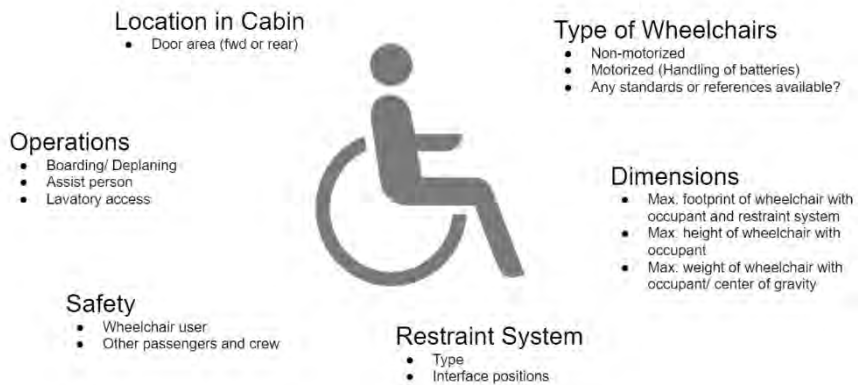 Location in Cabin
● Door area (fwd or rear)
Type of Wheelchairs
● Non-motorized
● Motorized (Handling of batteries)
● Any standards or references available?
Operations
● Boarding/ Deplaning
● Assist person
● Lavatory access
Dimensions
● Max. footprint of wheelchair with
occupant and restraint system
● Max. height of wheelchair with
occupant
● Max. weight of wheelchair with
occupant/ center of gravity
Safety
● Wheelchair user
● Other passengers and crew
Restraint System
● Type
● Interface positions